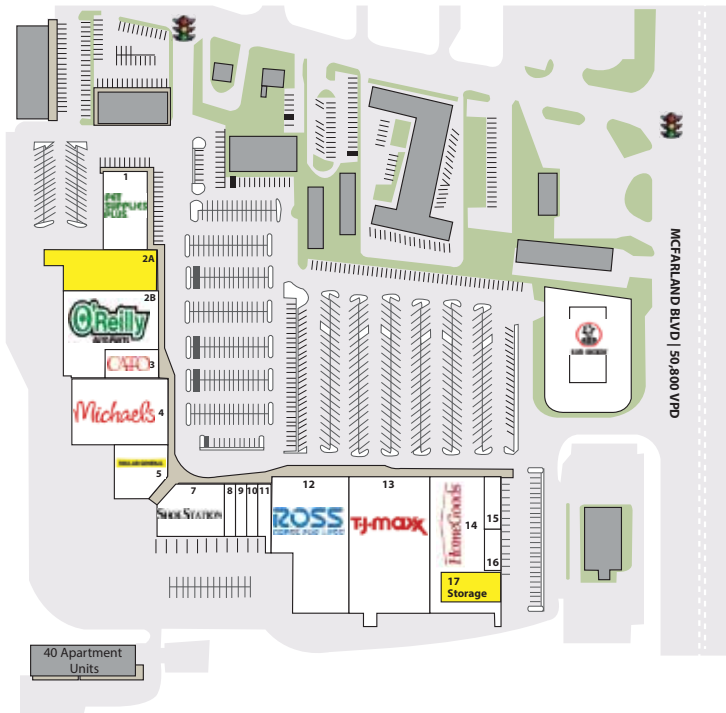 1
PET
SUPPLIES
PLUS
2A
2B
O'Reilly
AUTO PARTS
CATO
3
Michaels
4
DOLLAR GENERAL
5
7
8
9
10
11
SHOE STATION
12
ROSS
DRESS FOR LESS
13
T.J.maxx
14
HomeGoods
15
16
17
Storage
40 Apartment
Units
MCFARLAND BLVD | 50,800 VPD